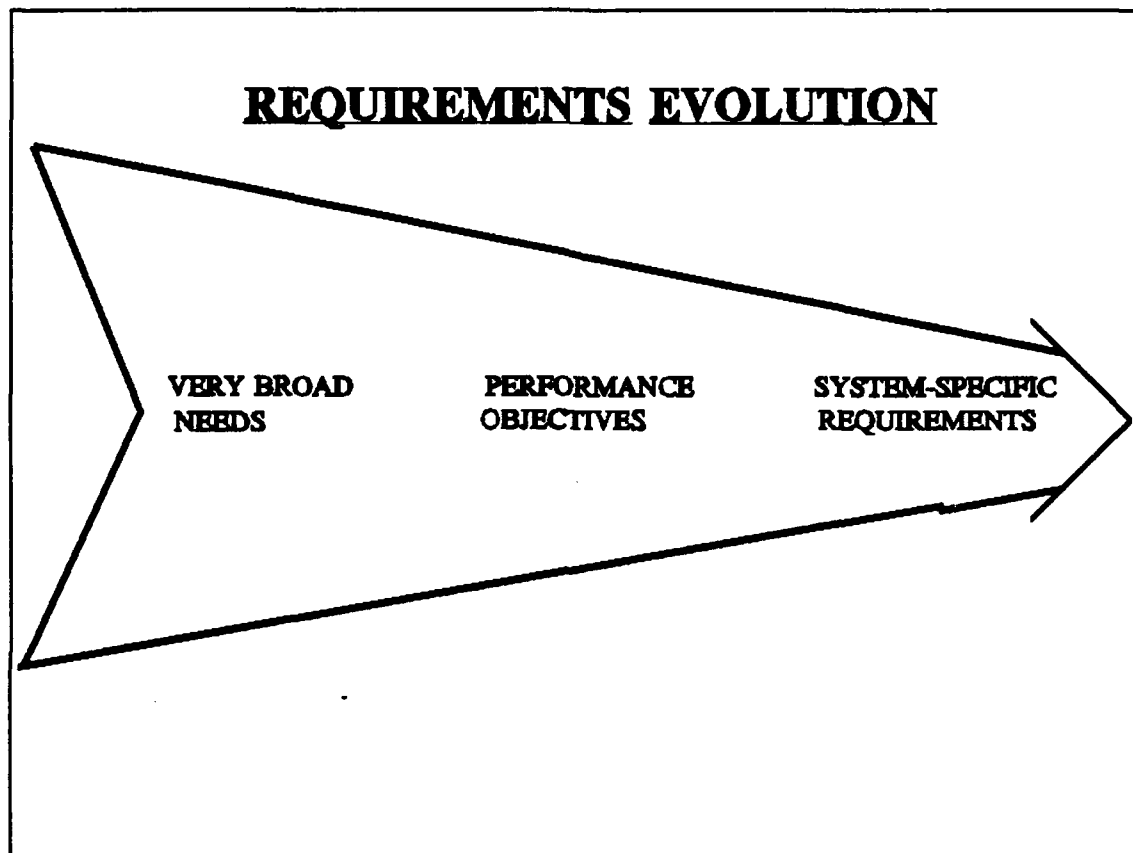 REQUIREMENTS EVOLUTION
VERY BROAD
NEEDS
PERFORMANCE
OBJECTIVES
SYSTEM-SPECIFIC
REQUIREMENTS